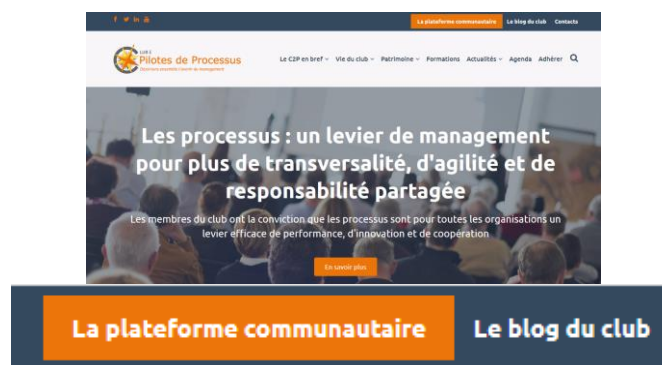 La plateforme communautaire Le blog du club Contacts
CLUB DES
Pilotes de Processus
Le C2P en bref Vie du club Patrimoine Formations Actualités Agenda Adhérer
Les processus : un levier de management
pour plus de transversalité, d'agilité et de
responsabilité partagée
Les membres du club ont la conviction que les processus sont pour toutes les organisations un
levier efficace de performance, d'innovation et de coopération
En savoir plus
La plateforme communautaire Le blog du club